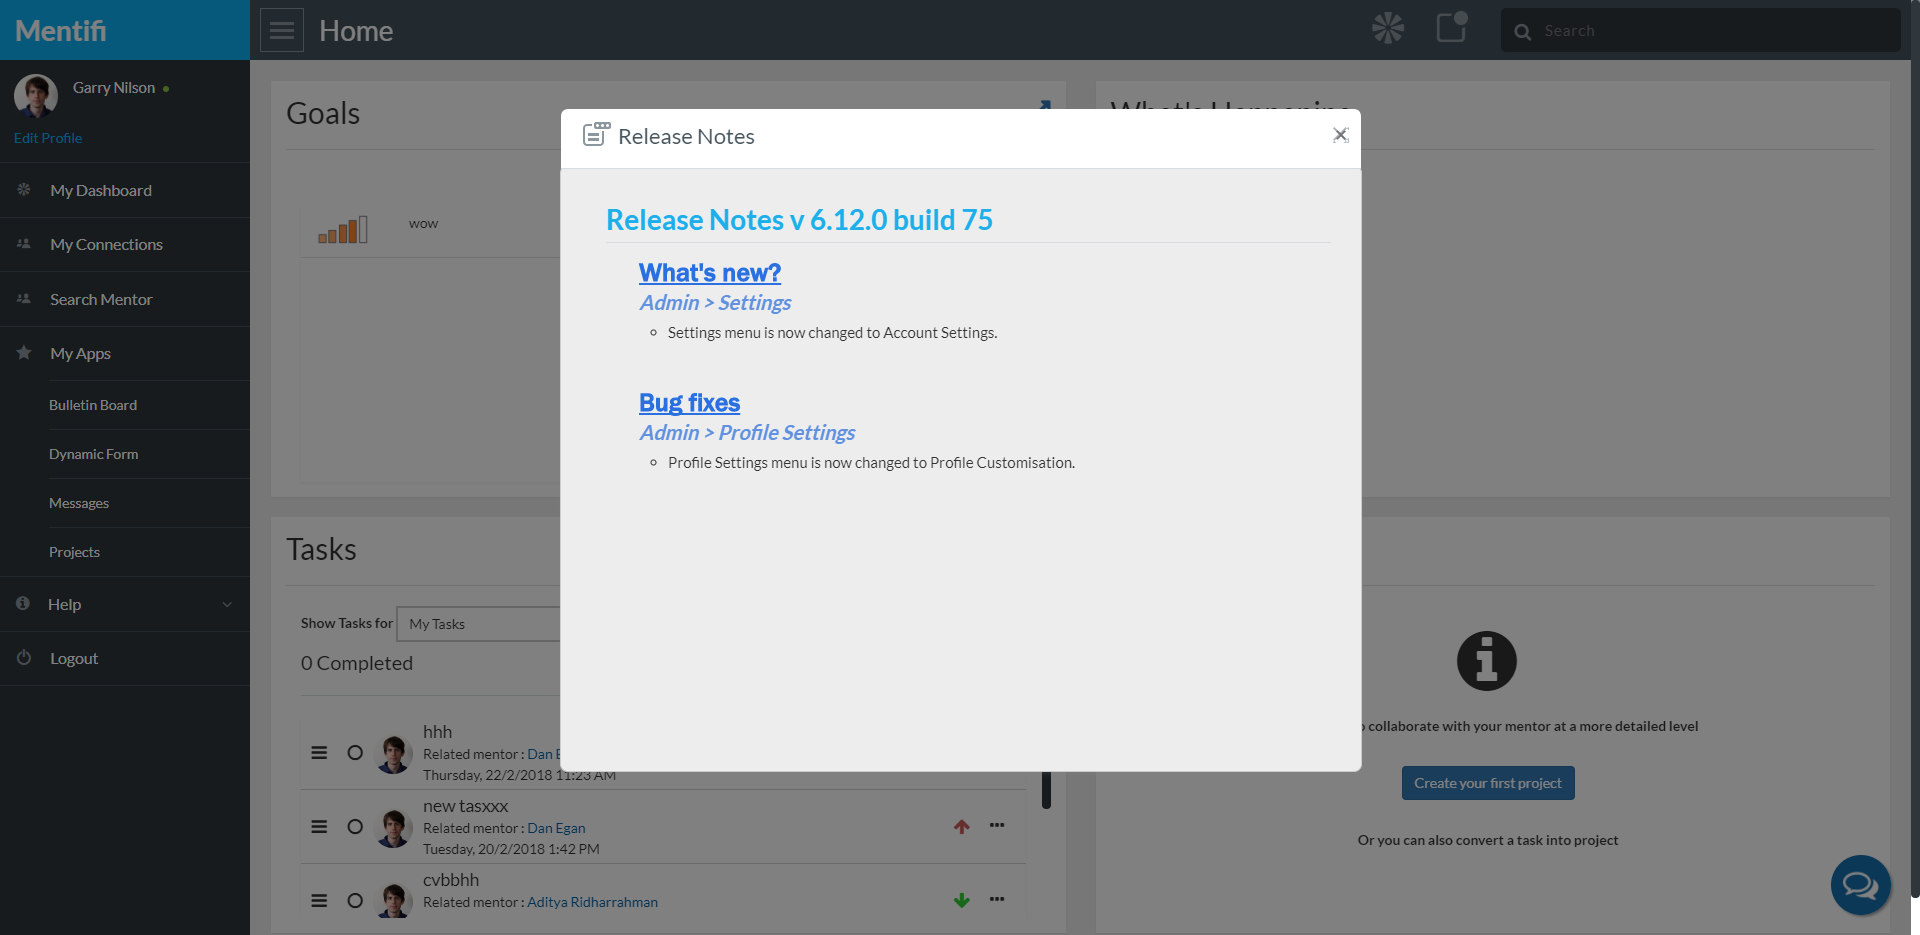 Mentifi
Home
Search
Garry Nilson
Edit Profile
My Dashboard
My Connections
Search Mentor
My Apps
Bulletin Board
Dynamic Form
Messages
Projects
Help
Logout
Goals
wow
What's Happening
Release Notes
Release Notes v 6.12.0 build 75
What's new?
Admin > Settings
Settings menu is now changed to Account Settings.
Bug fixes
Admin > Profile Settings
Profile Settings menu is now changed to Profile Customisation.
Tasks
Show Tasks for My Tasks
0 Completed
hhh
Related mentor : Dan
Thursday, 22/2/2018 11:23 AM
new tasxxx
Related mentor : Dan Egan
Tuesday, 20/2/2018 1:42 PM
cvbbhh
Related mentor : Aditya Ridharrahman
collaborate with your mentor at a more detailed level
Create your first project
Or you can also convert a task into project